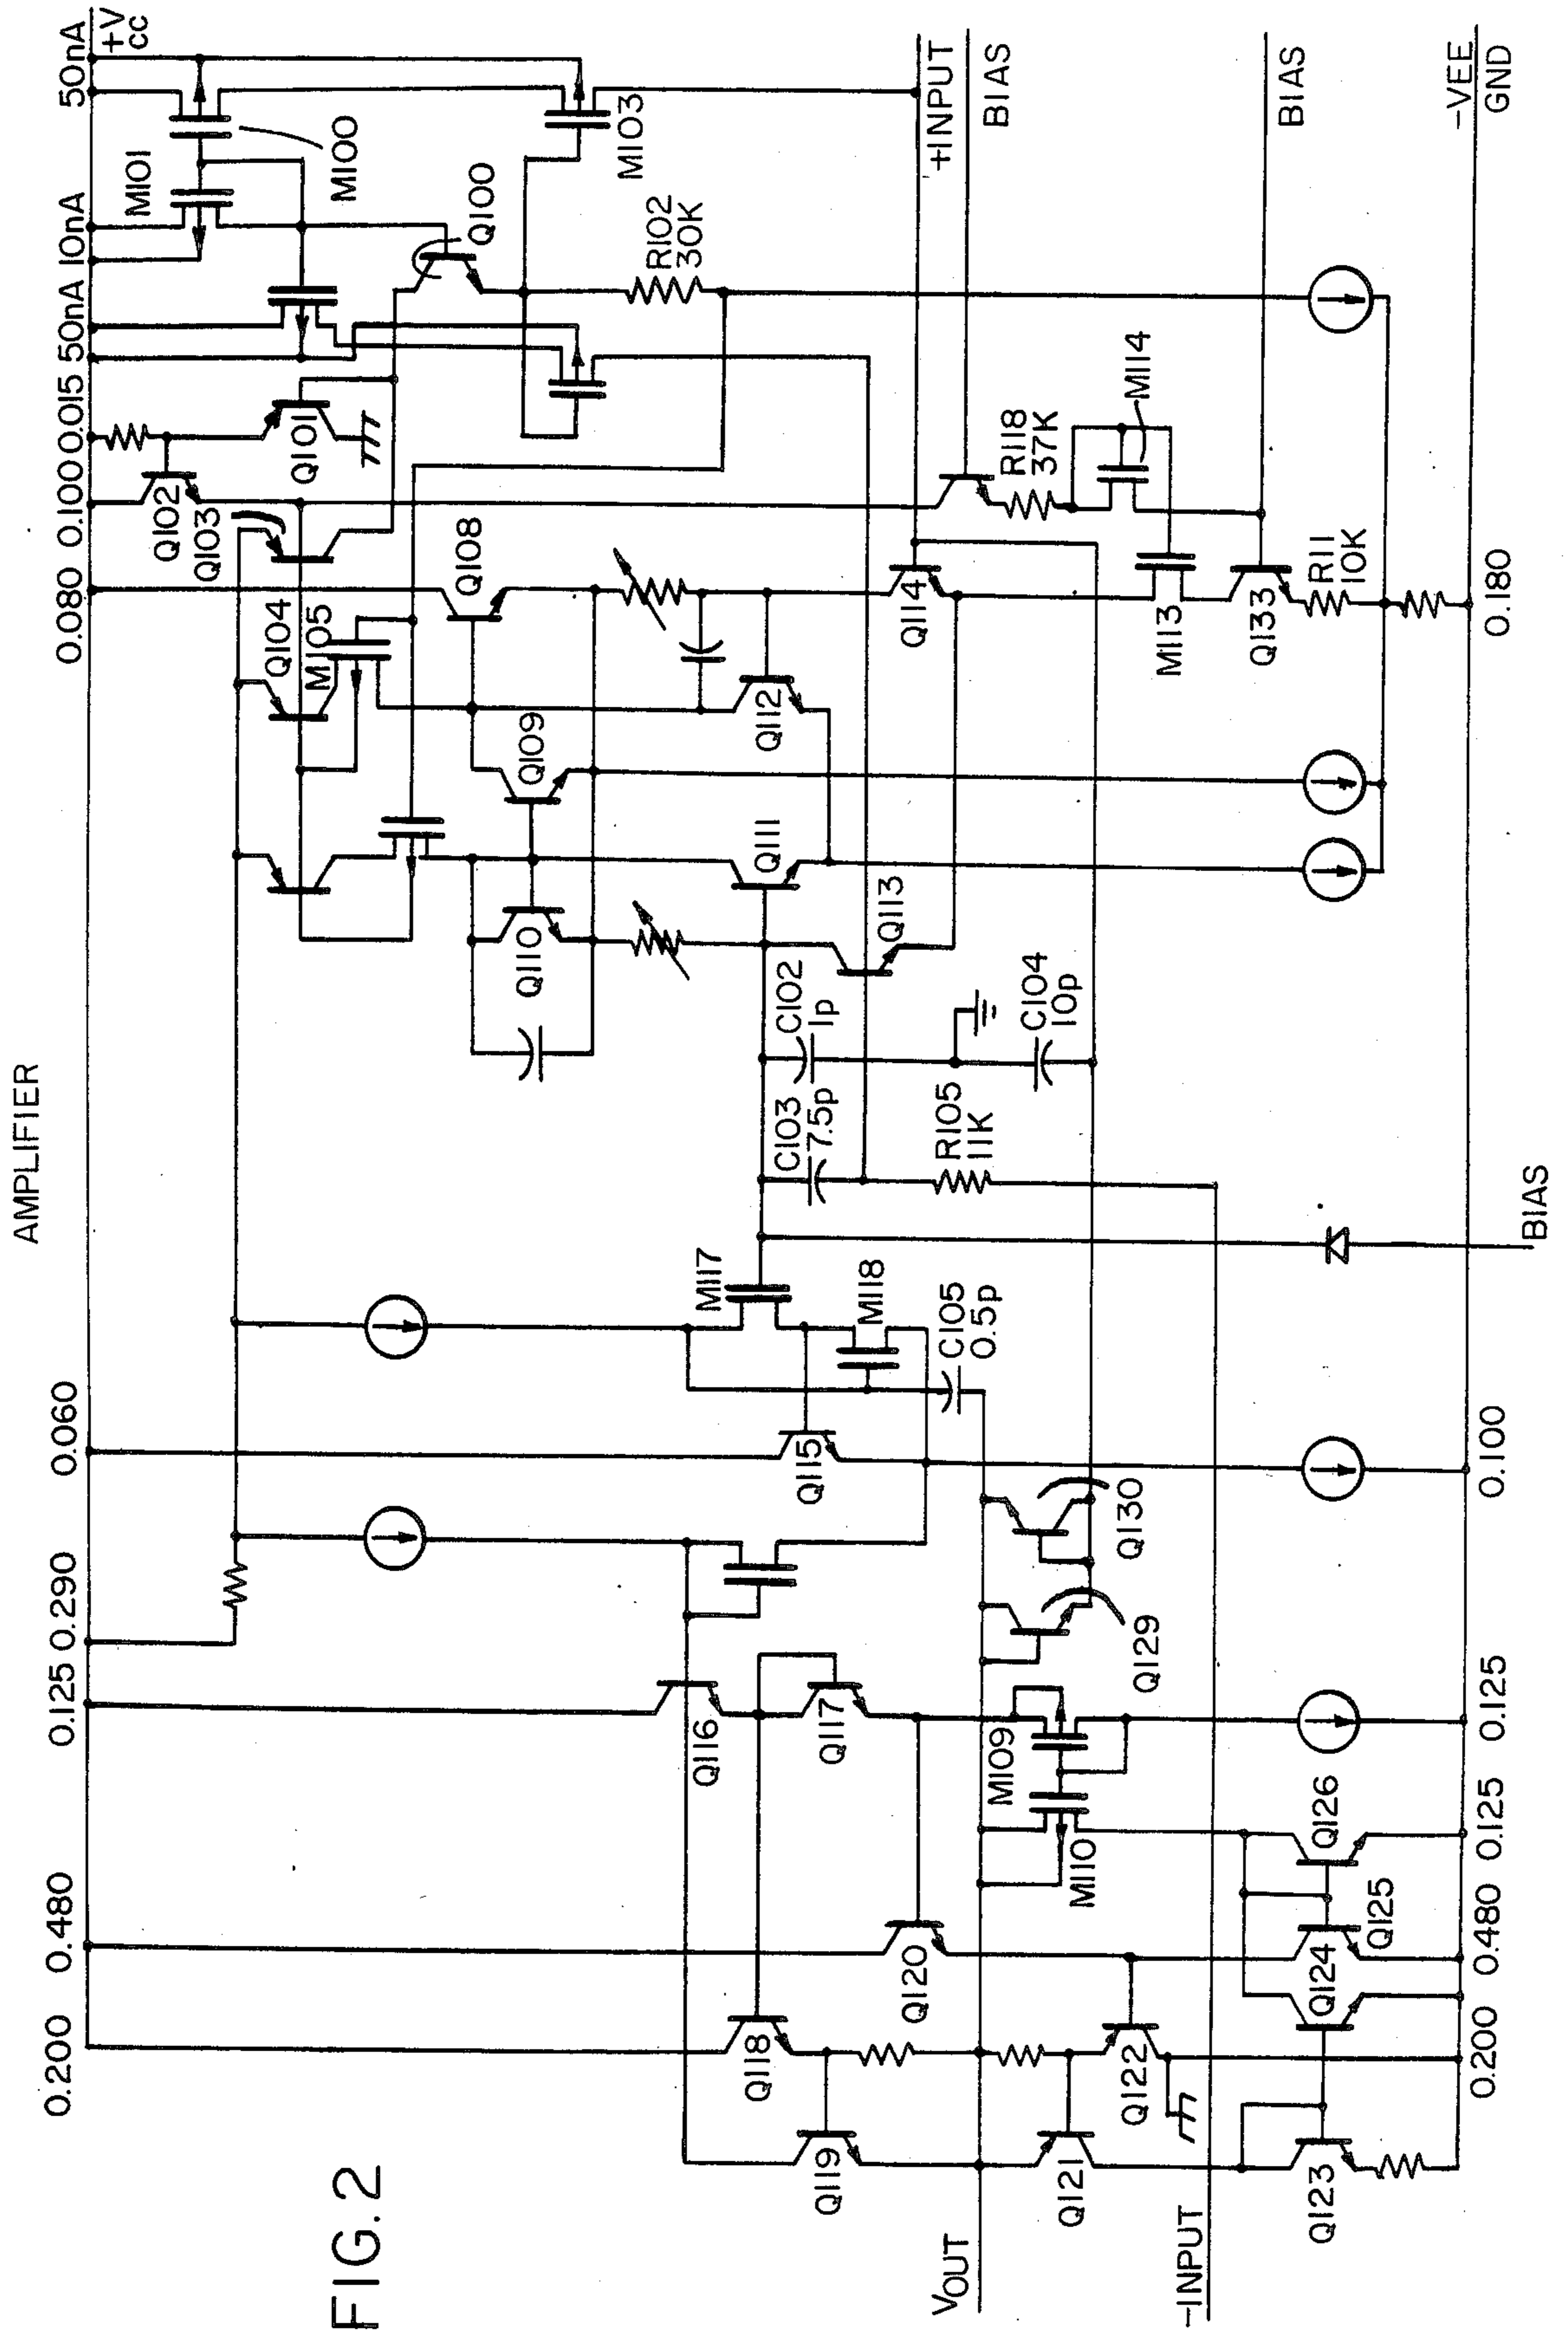 AMPLIFIER
FIG. 2
0.200
0.480
0.125
0.290
0.060
0.080
0.100
0.015
50nA
10nA
50nA
+V
CC
M101
M100
Q102
Q101
Q103
Q104
M105
Q100
M103
R102
30K
Q108
Q109
Q110
Q112
Q111
Q113
Q114
+INPUT
BIAS
R118
37K
M114
M113
Q133
R11
10K
BIAS
-VEE
GND
0.180
C102
1p
C103
7.5p
C104
10p
R105
11K
M117
M118
C105
0.5p
Q115
Q116
Q117
Q118
Q119
Q120
Q130
Q129
M109
M110
Q121
Q122
Q126
Q125
Q124
Q123
VOUT
-INPUT
BIAS
0.200
0.480
0.125
0.125
0.100